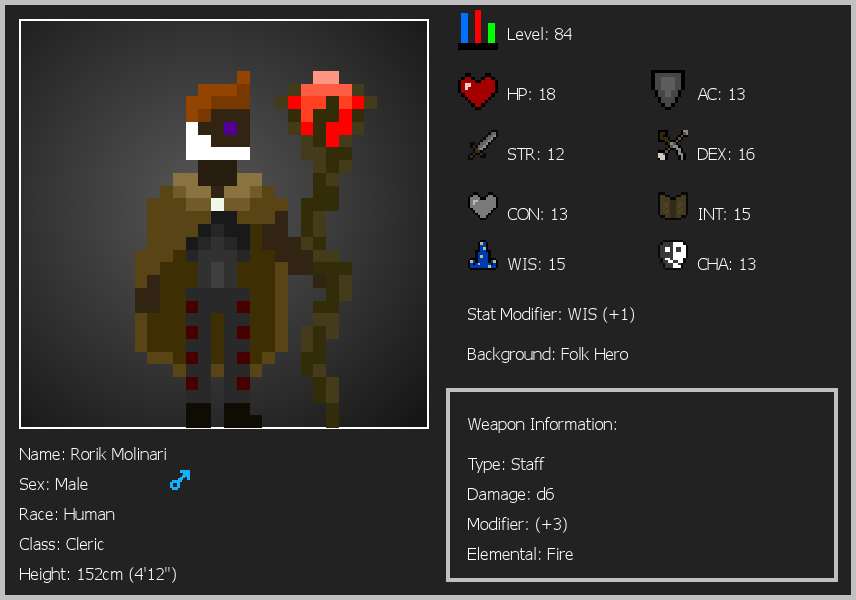 Level: 84
HP: 18
AC: 13
STR: 12
DEX: 16
CON: 13
INT: 15
WIS: 15
CHA: 13
Stat Modifier: WIS (+1)
Background: Folk Hero
Weapon Information:
Type: Staff
Damage: d6
Modifier: (+3)
Elemental: Fire
Name: Rorik Molinari
Sex: Male
Race: Human
Class: Cleric
Height: 152cm (4'12")